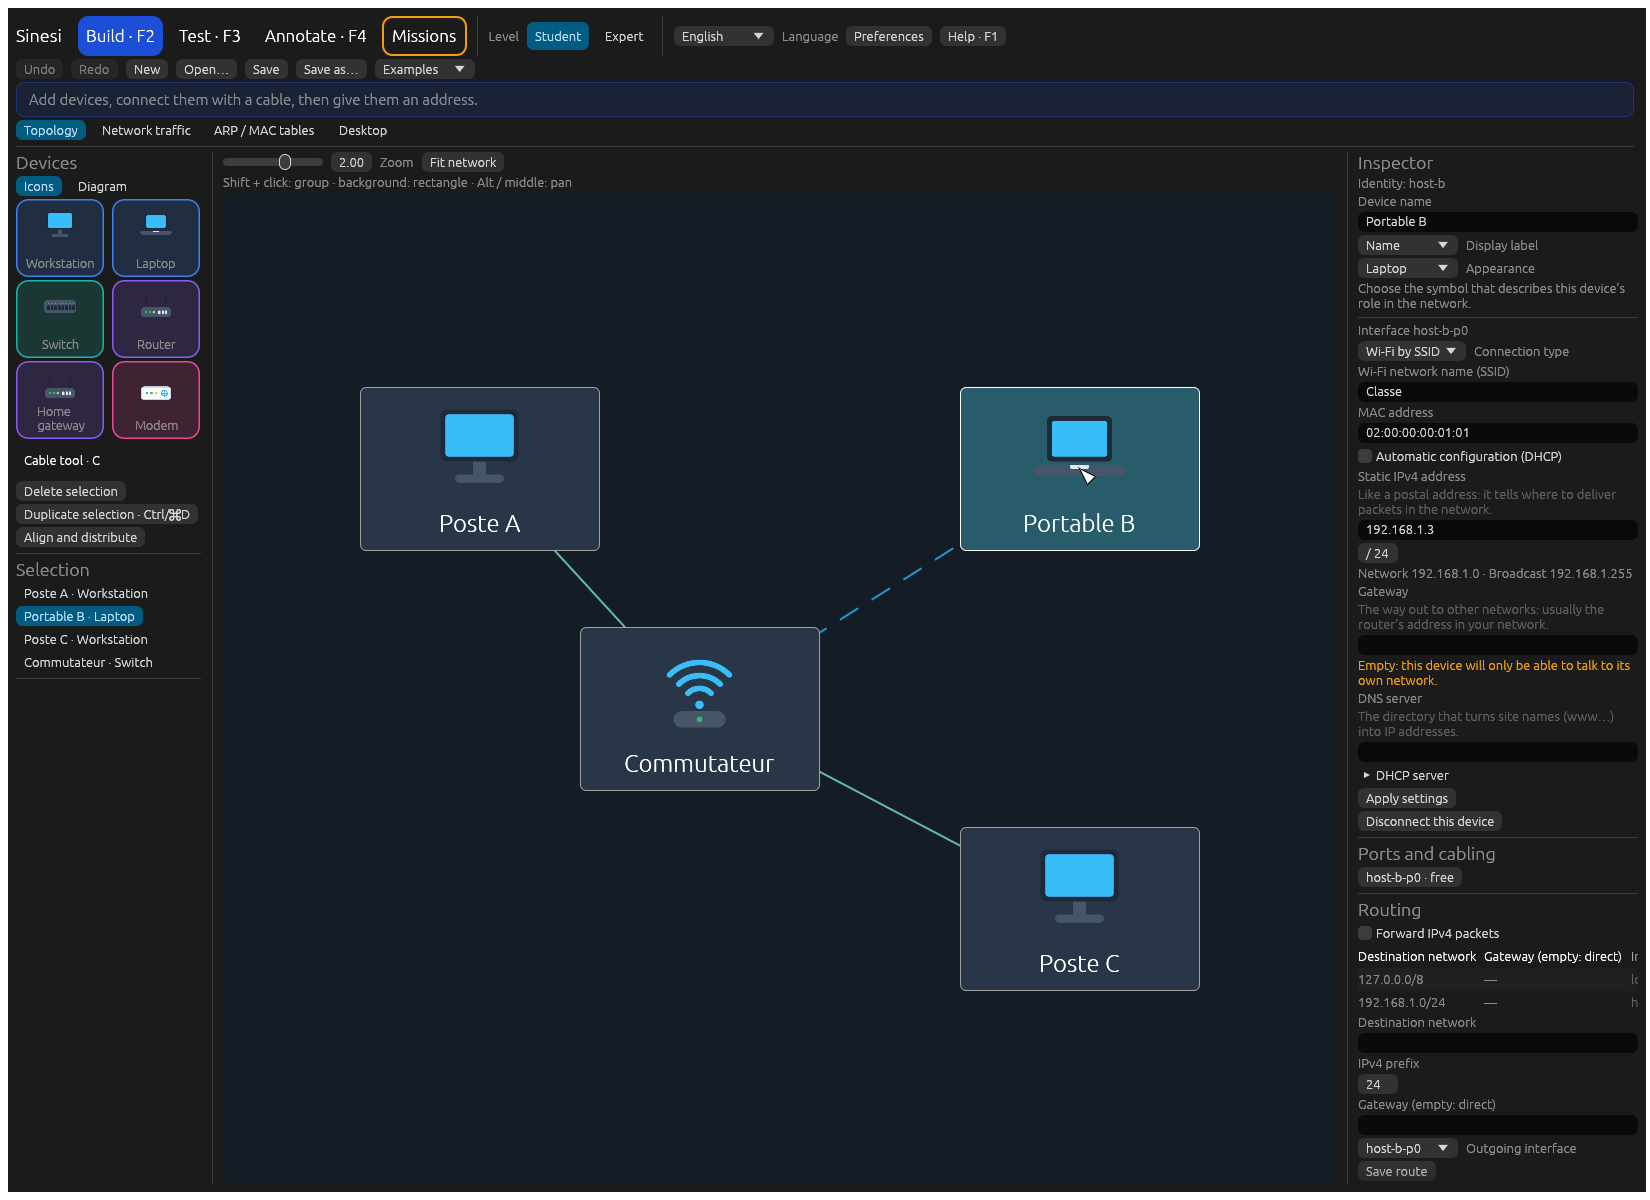 Sinesi Build · F2 Test · F3 Annotate · F4 Missions Level Student Expert English Language Preferences Help · F1
Undo Redo New Open… Save Save as… Examples
Add devices, connect them with a cable, then give them an address.
Topology Network traffic ARP / MAC tables Desktop
Devices
Icons Diagram
Workstation Laptop
Switch Router
Home gateway Modem
Cable tool · C
Delete selection
Duplicate selection · Ctrl/⌘D
Align and distribute
Selection
Poste A · Workstation
Portable B · Laptop
Poste C · Workstation
Commutateur · Switch
2.00 Zoom Fit network
Shift + click: group · background: rectangle · Alt / middle: pan
Poste A
Portable B
Commutateur
Poste C
Inspector
Identity: host-b
Device name
Portable B
Name Display label
Laptop Appearance
Choose the symbol that describes this device's
role in the network.
Interface host-b-p0
Wi-Fi by SSID Connection type
Wi-Fi network name (SSID)
Classe
MAC address
02:00:00:00:01:01
Automatic configuration (DHCP)
Static IPv4 address
Like a postal address: it tells where to deliver
packets in the network.
192.168.1.3
/ 24
Network 192.168.1.0 · Broadcast 192.168.1.255
Gateway
The way out to other networks: usually the
router's address in your network.
Empty: this device will only be able to talk to its
own network.
DNS server
The directory that turns site names (www…)
into IP addresses.
DHCP server
Apply settings
Disconnect this device
Ports and cabling
host-b-p0 · free
Routing
Forward IPv4 packets
Destination network Gateway (empty: direct)
127.0.0.0/8 —
192.168.1.0/24 —
Destination network
IPv4 prefix
24
Gateway (empty: direct)
host-b-p0 Outgoing interface
Save route